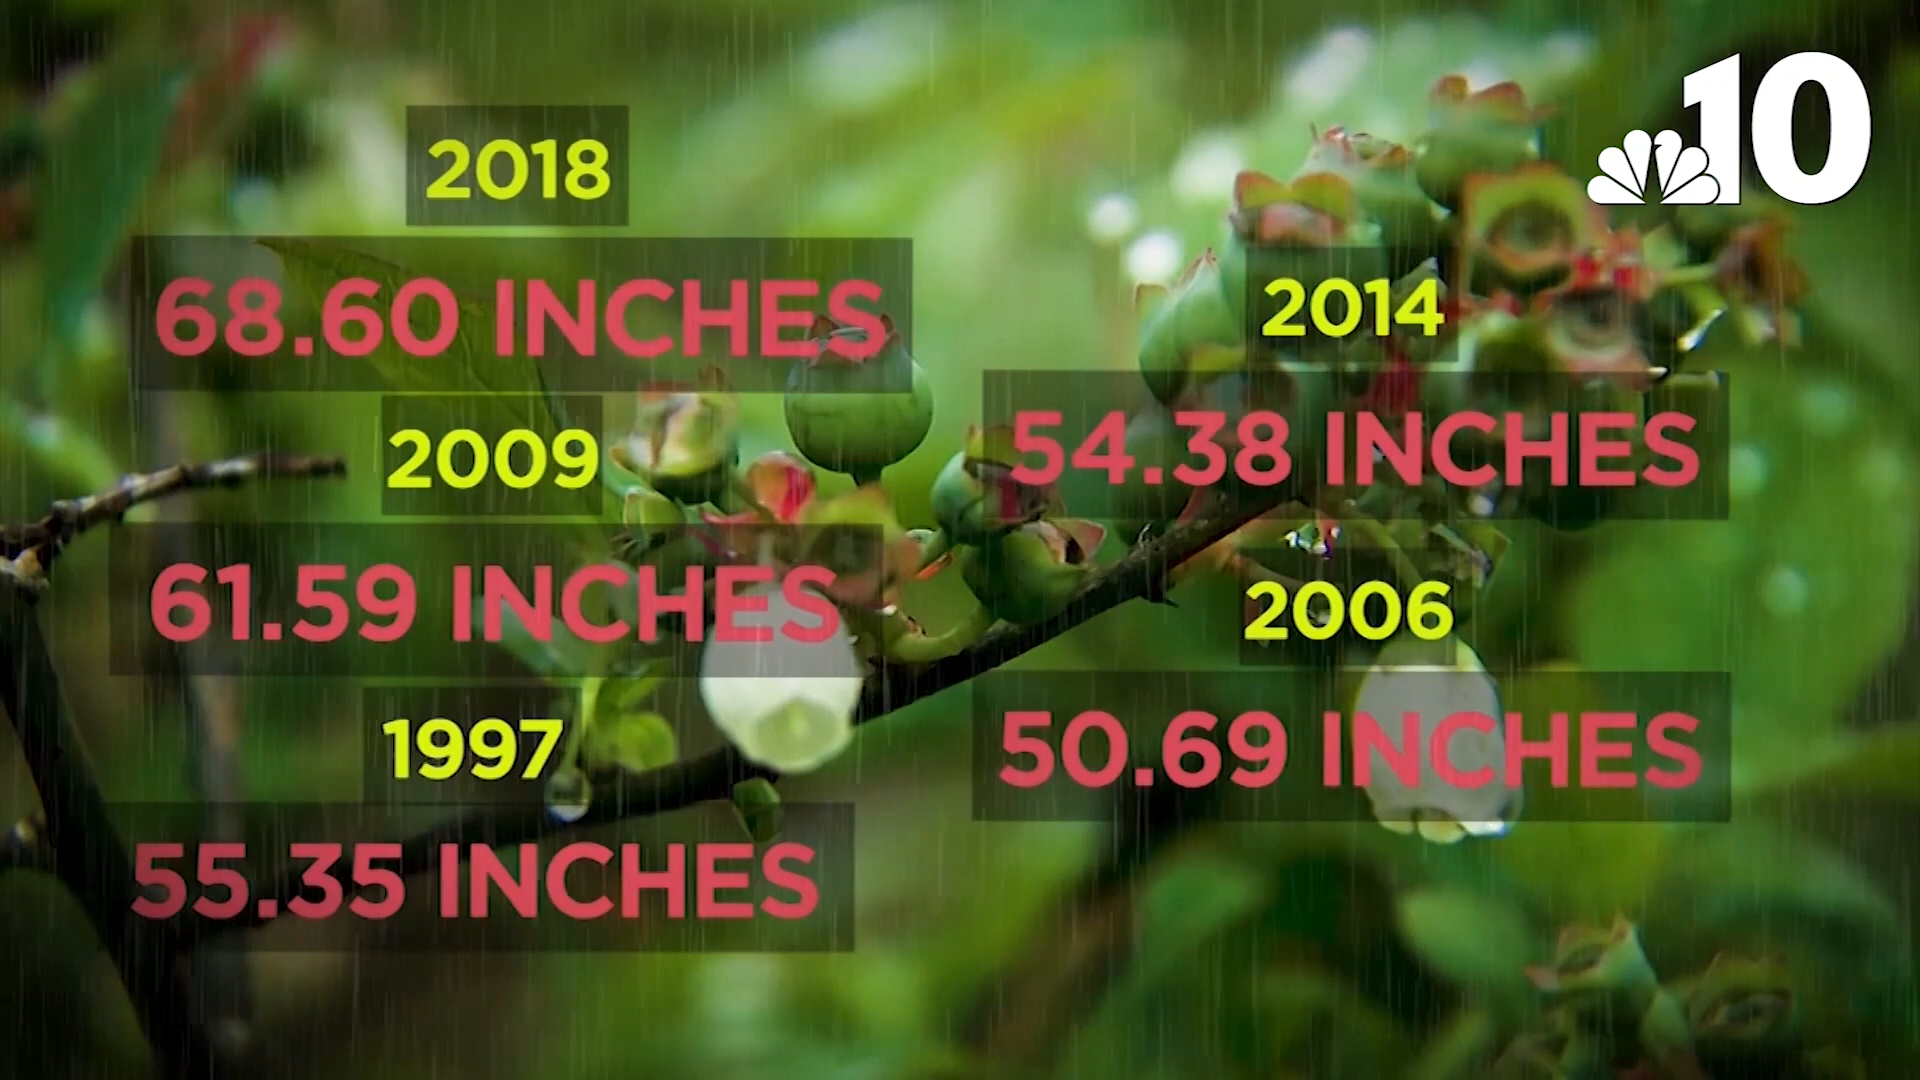 10
2018
68.60 INCHES
2009
61.59 INCHES
1997
55.35 INCHES
2014
54.38 INCHES
2006
50.69 INCHES